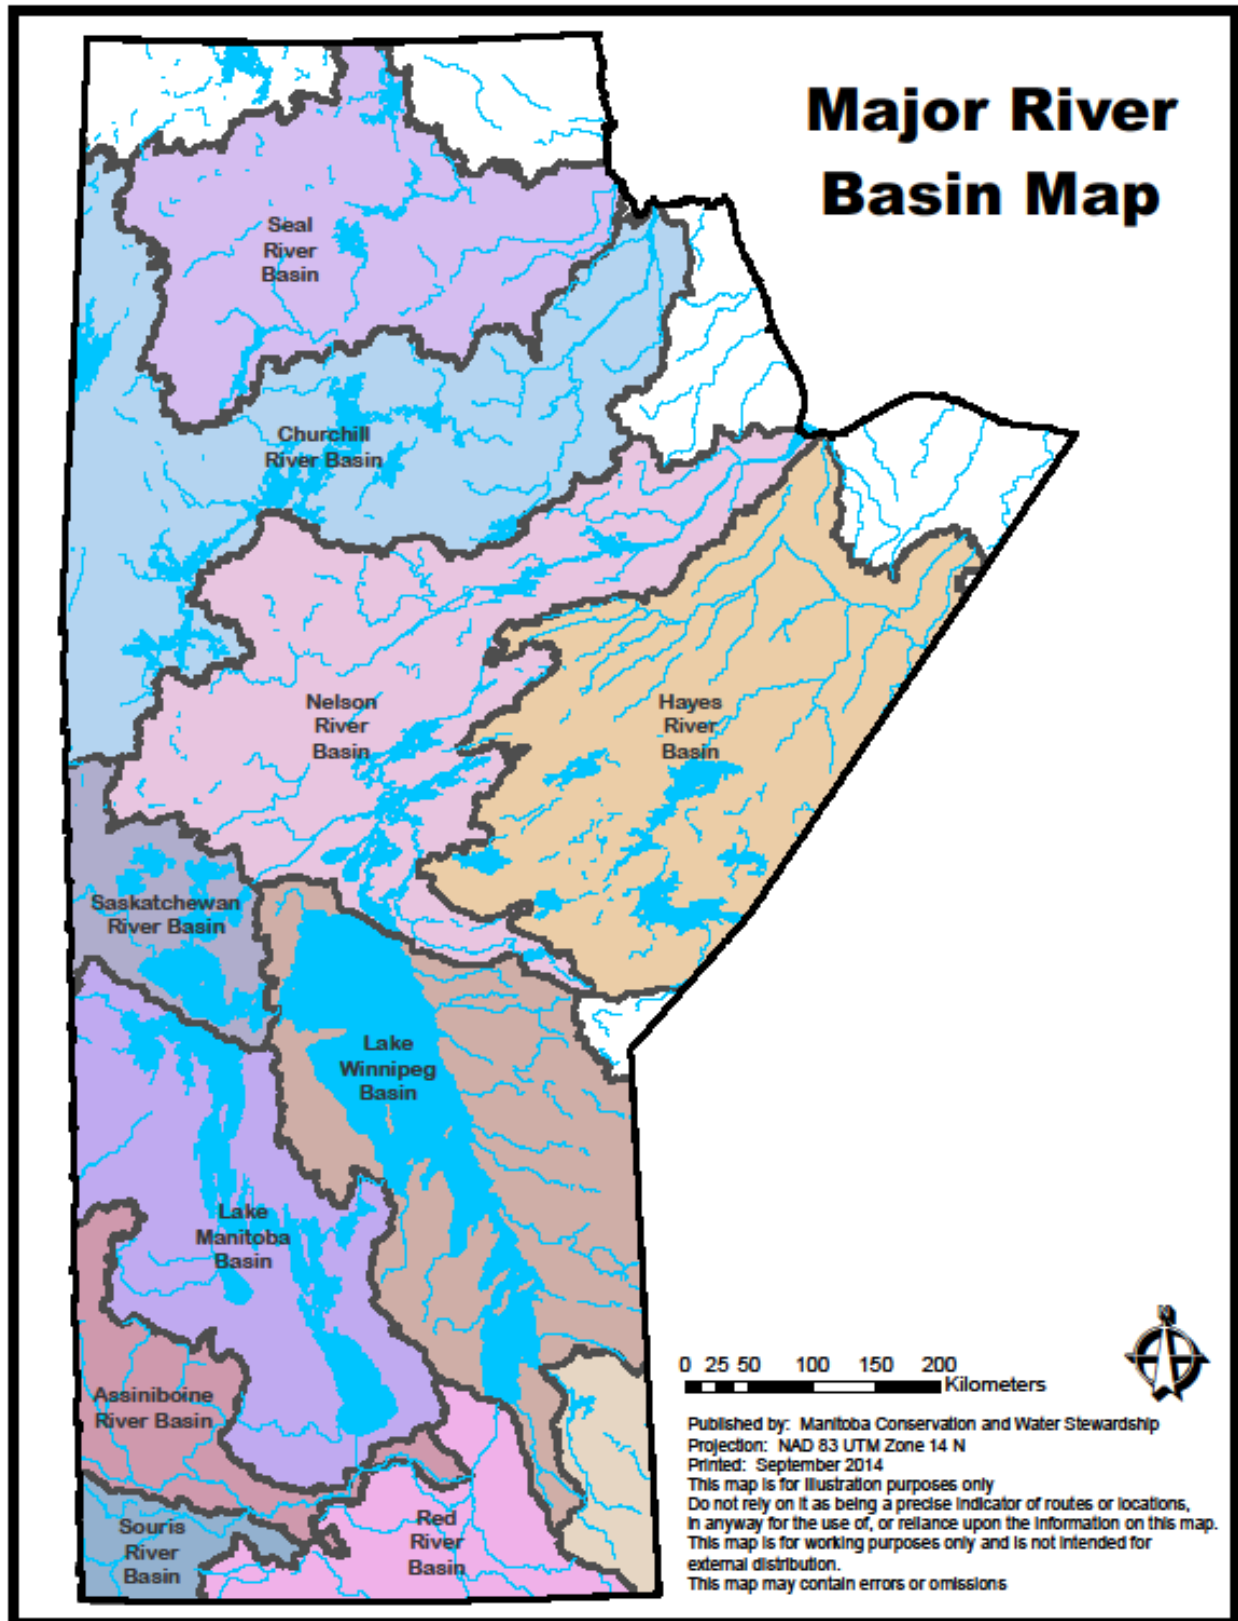 Major River
Basin Map
Seal
River
Basin
Churchill
River Basin
Nelson
River
Basin
Hayes
River
Basin
Saskatchewan
River Basin
Lake
Winnipeg
Basin
Lake
Manitoba
Basin
Assiniboine
River Basin
Souris
River
Basin
Red
River
Basin
N
0 25 50 100 150 200
Kilometers
Published by: Manitoba Conservation and Water Stewardship
Projection: NAD 83 UTM Zone 14 N
Printed: September 2014
This map is for illustration purposes only
Do not rely on it as being a precise indicator of routes or locations,
in anyway for the use of, or reliance upon the information on this map.
This map is for working purposes only and is not intended for
external distribution.
This map may contain errors or omissions